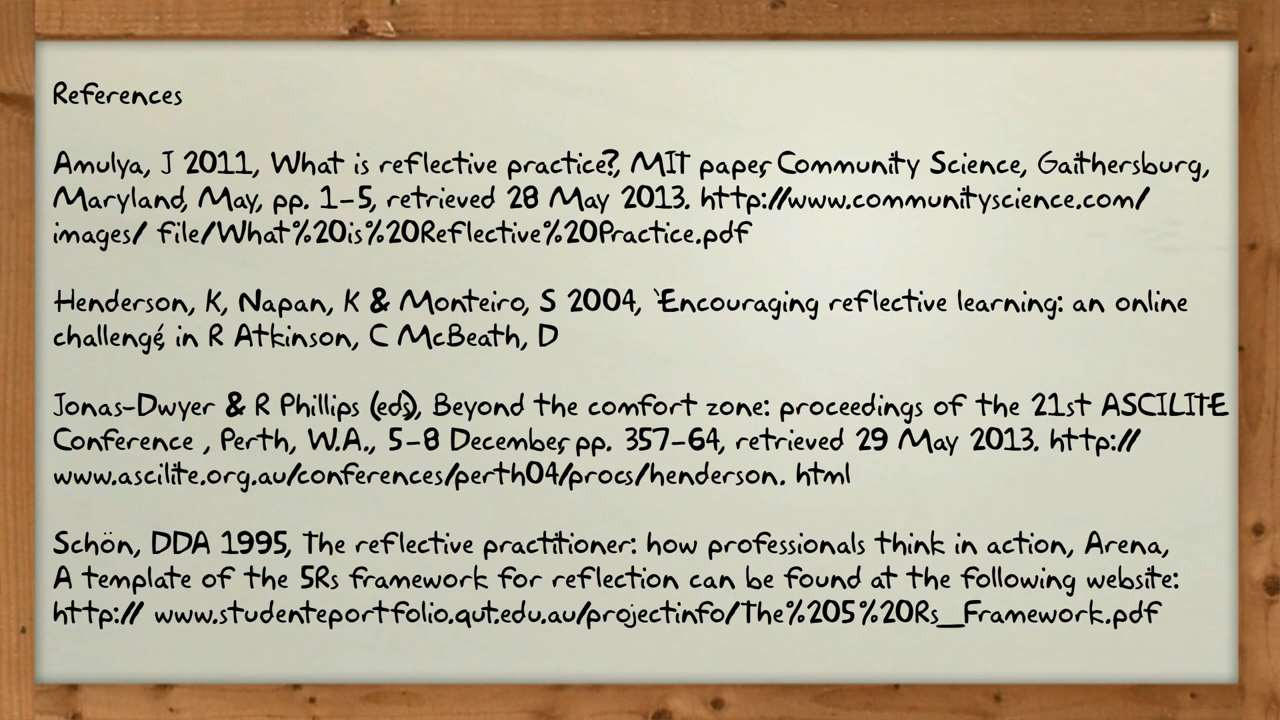 References
Amulya, J 2011, What is reflective practice?, MIT paper, Community Science, Gaithersburg,
Maryland, May, pp. 1-5, retrieved 28 May 2013. http://www.communityscience.com/
images/ file/What%20is%20Reflective%20Practice.pdf
Henderson, K, Napan, K & Monteiro, S 2004, 'Encouraging reflective learning: an online
challenge', in R Atkinson, C McBeath, D
Jonas-Dwyer & R Phillips (eds), Beyond the comfort zone: proceedings of the 21st ASCILITE
Conference , Perth, W.A., 5-8 December, pp. 357-64, retrieved 29 May 2013. http://
www.ascilite.org.au/conferences/perth04/procs/henderson. html
Schön, DDA 1995, The reflective practitioner: how professionals think in action, Arena,
A template of the 5Rs framework for reflection can be found at the following website:
http:// www.studenteportfolio.qut.edu.au/projectinfo/The%205%20Rs_Framework.pdf